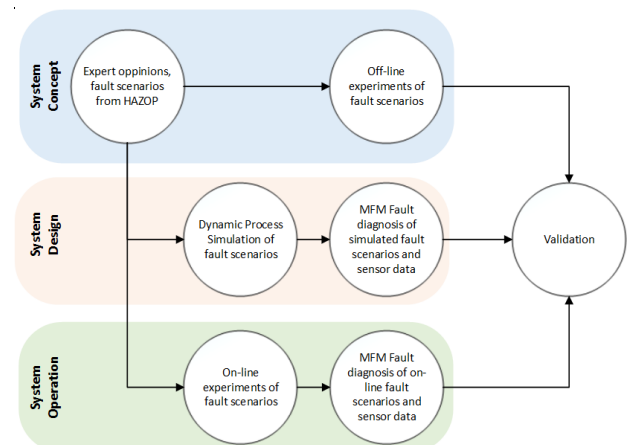 System
Concept
Expert oppinions,
fault scenarios
from HAZOP
Off-line
experiments of
fault scenarios
System
Design
Dynamic Process
Simulation of
fault scenarios
MFM Fault
diagnosis of
simulated fault
scenarios and
sensor data
Validation
System
Operation
On-line
experiments of
fault scenarios
MFM Fault
diagnosis of on-
line fault
scenarios and
sensor data